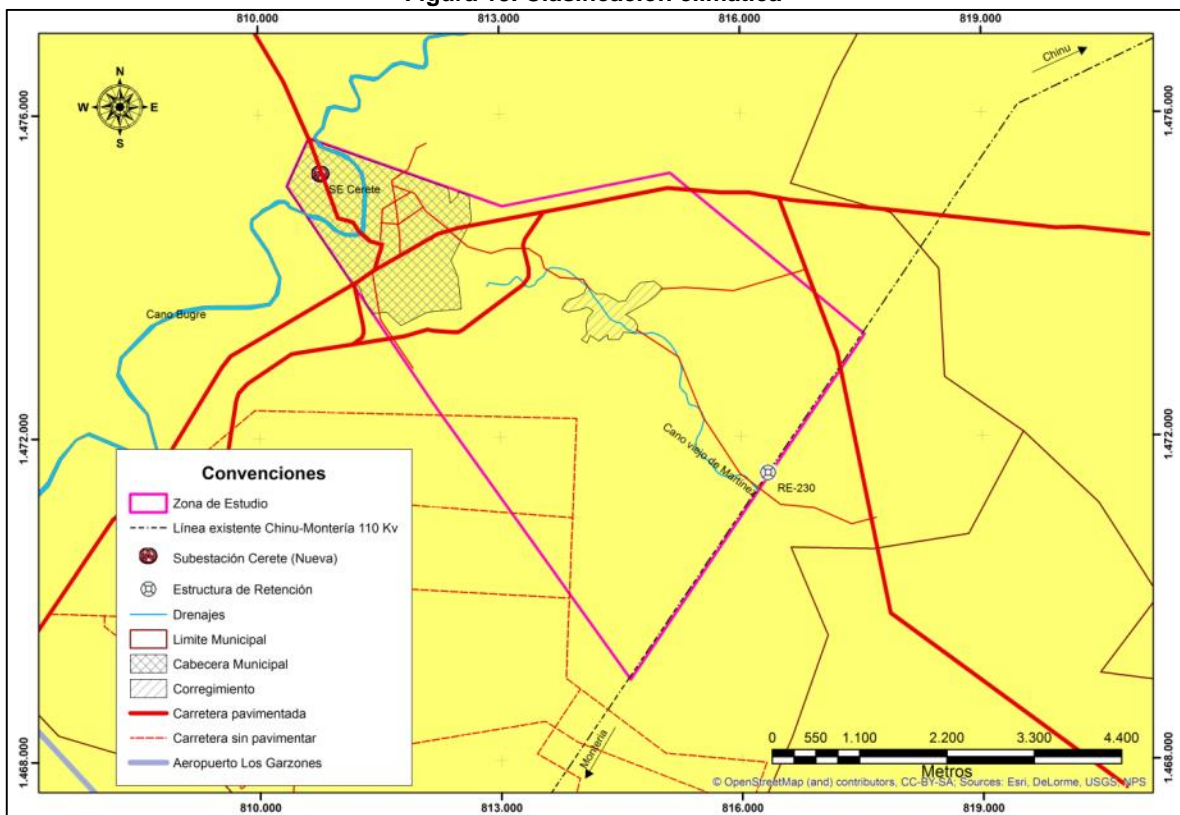 Figura 16. Clasificación climática
810.000 813.000 816.000 819.000
Chinu
N
W E
S
1.476.000 1.476.000
SE Cerete
Cano Bugre
1.472.000 1.472.000
Cano viejo de Martinez
RE-230
Convenciones
Zona de Estudio
Línea existente Chinu-Montería 110 Kv
Subestación Cerete (Nueva)
Estructura de Retención
Drenajes
Limite Municipal
Cabecera Municipal
Corregimiento
Carretera pavimentada
Carretera sin pavimentar
Aeropuerto Los Garzones
Monteria
0 550 1.100 2.200 3.300 4.400
Metros
1.468.000 1.468.000
© OpenStreetMap (and) contributors, CC-BY-SA; Sources: Esri, DeLorme, USGS, NPS
810.000 813.000 816.000 819.000